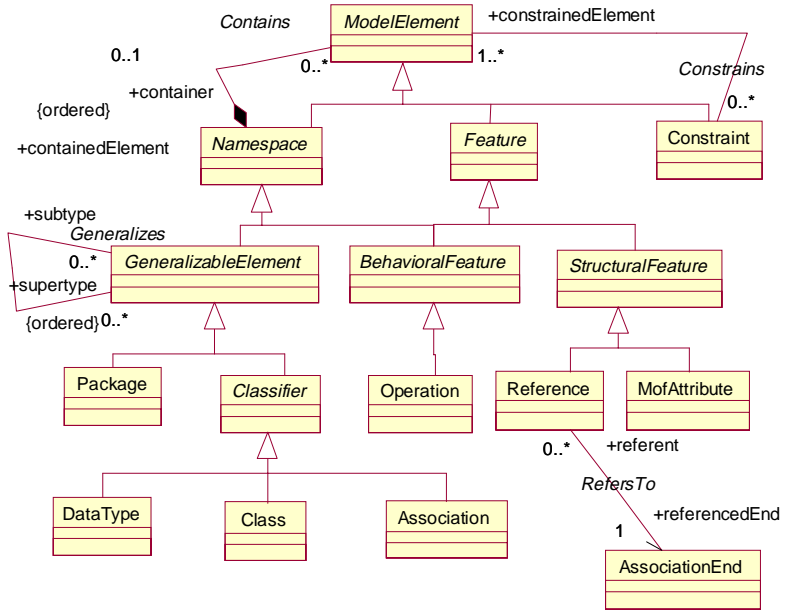 Contains
ModelElement
+constrainedElement
0..1
0..*
1..*
Constrains
+container
0..*
{ordered}
Namespace
Feature
Constraint
+containedElement
+subtype
Generalizes
0..*
GeneralizableElement
BehavioralFeature
StructuralFeature
+supertype
{ordered}
0..*
Package
Classifier
Operation
Reference
MofAttribute
0..*
+referent
RefersTo
DataType
Class
Association
+referencedEnd
1
AssociationEnd